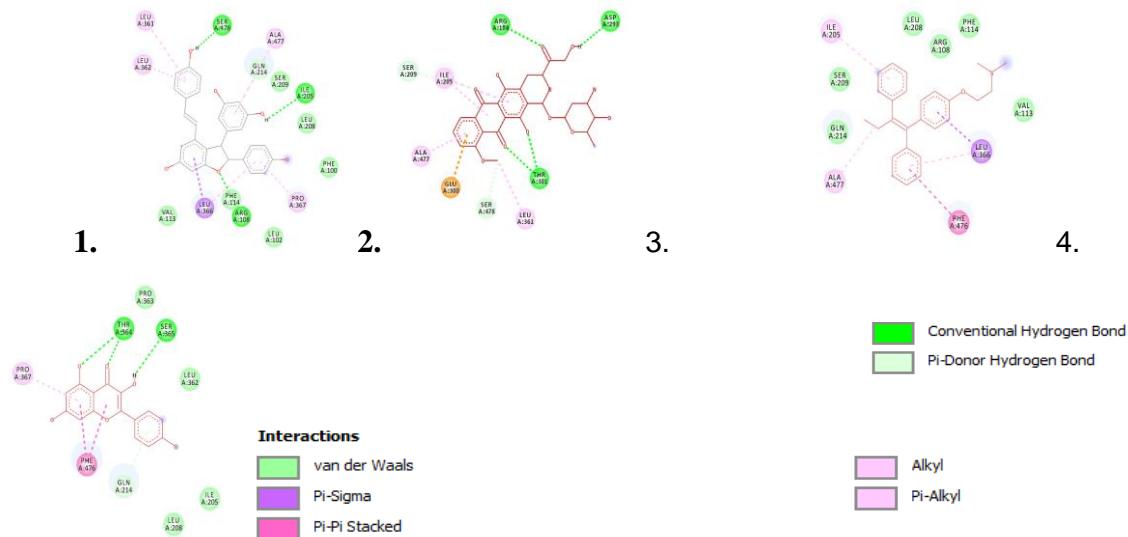 LEU
A:361
SER
A:478
ALA
A:477
LEU
A:362
GLN
A:214
SER
A:209
ILE
A:205
LEU
A:208
PHE
A:100
PHE
A:114
PRO
A:367
LEU
A:366
ARG
A:108
VAL
A:113
LEU
A:102
H
H
O
1.
ARG
A:108
ASP
A:293
SER
A:209
ILE
A:205
ALA
A:477
GLU
A:300
THR
A:301
SER
A:478
LEU
A:361
H
2.
ILE
A:205
LEU
A:208
PHE
A:114
ARG
A:108
SER
A:209
VAL
A:113
GLN
A:214
LEU
A:366
ALA
A:477
PHE
A:476
3.
4.
PRO
A:363
THR
A:364
SER
A:365
PRO
A:367
LEU
A:362
PHE
A:476
GLN
A:214
ILE
A:205
LEU
A:208
H
O
Interactions
van der Waals
Pi-Sigma
Pi-Pi Stacked
Conventional Hydrogen Bond
Pi-Donor Hydrogen Bond
Alkyl
Pi-Alkyl